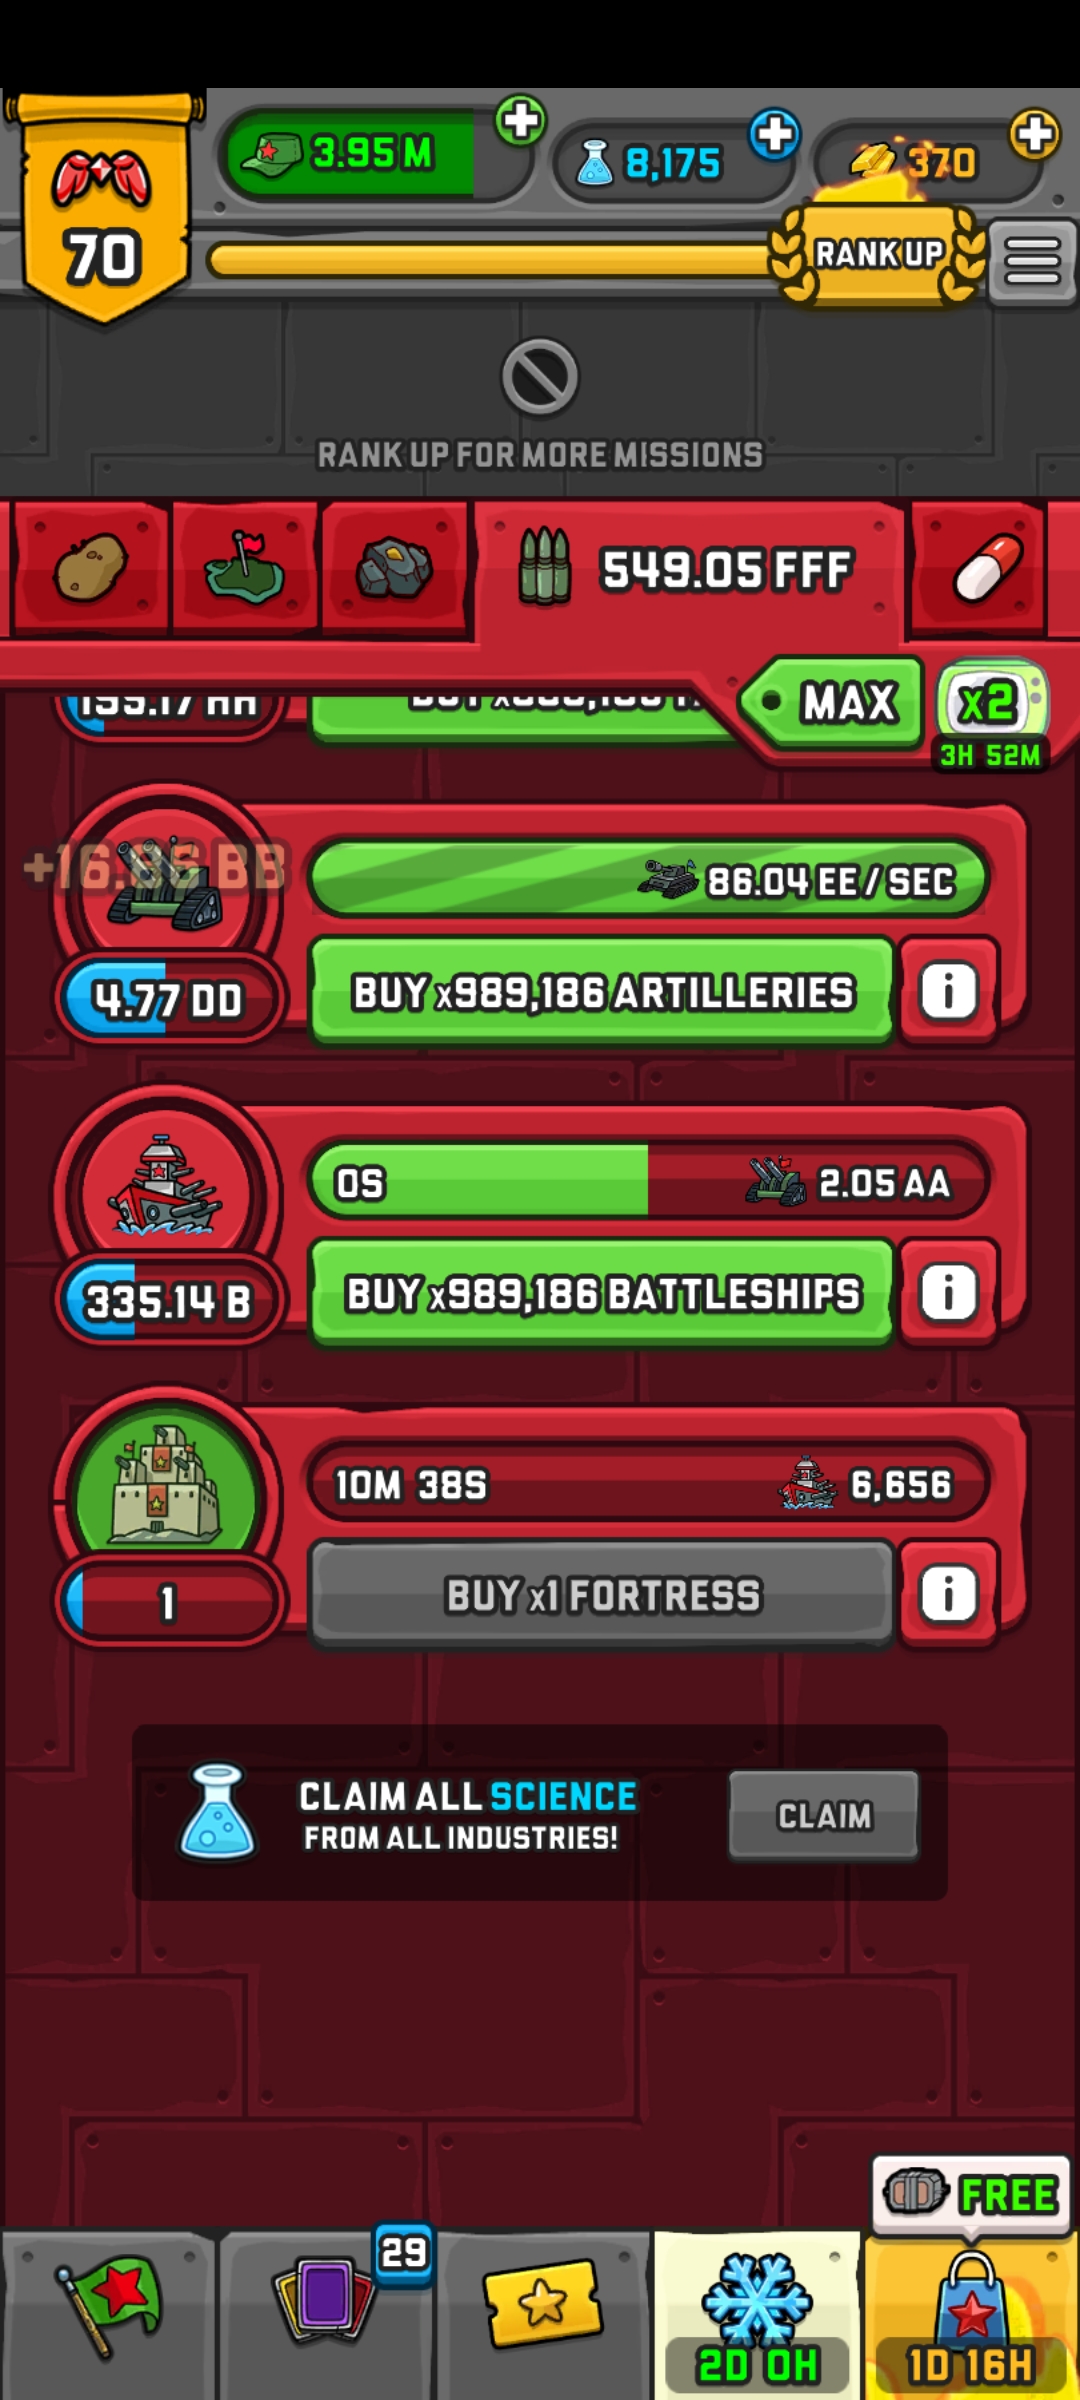 3.95 M
8,175
370
70
RANK UP
RANK UP FOR MORE MISSIONS
549.05 FFF
MAX
x2
3H 52M
+16.86 BB
86.04 EE / SEC
4.77 DD
BUY x989,186 ARTILLERIES
0S
2.05 AA
335.14 B
BUY x989,186 BATTLESHIPS
10M 38S
6,656
1
BUY x1 FORTRESS
CLAIM ALL SCIENCE
FROM ALL INDUSTRIES!
CLAIM
FREE
29
2D 0H
1D 16H